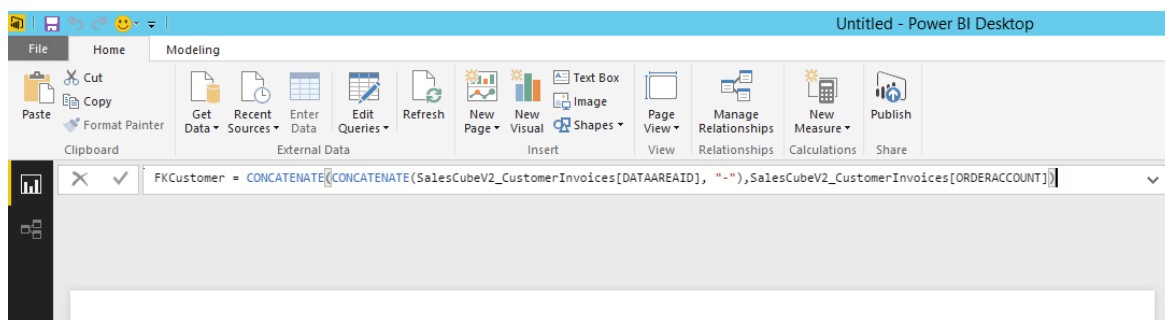 Untitled - Power BI Desktop
File Home Modeling
Paste
Cut
Copy
Format Painter
Clipboard
Get Data
Recent Sources
Enter Data
Edit Queries
Refresh
External Data
New Page
New Visual
Text Box
Image
Shapes
Insert
Page View
View
Manage Relationships
Relationships
New Measure
Calculations
Publish
Share
FKCustomer = CONCATENATE(CONCATENATE(SalesCubeV2_CustomerInvoices[DATAAREAID], "-"),SalesCubeV2_CustomerInvoices[ORDERACCOUNT])